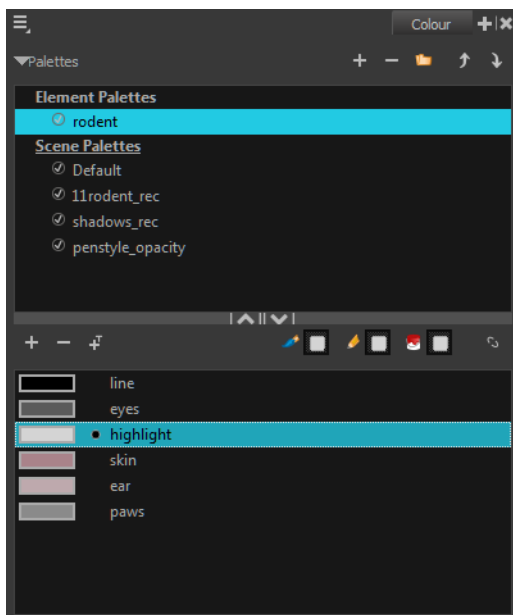 Colour
Palettes
Element Palettes
rodent
Scene Palettes
Default
11rodent_rec
shadows_rec
penstyle_opacity
line
eyes
highlight
skin
ear
paws